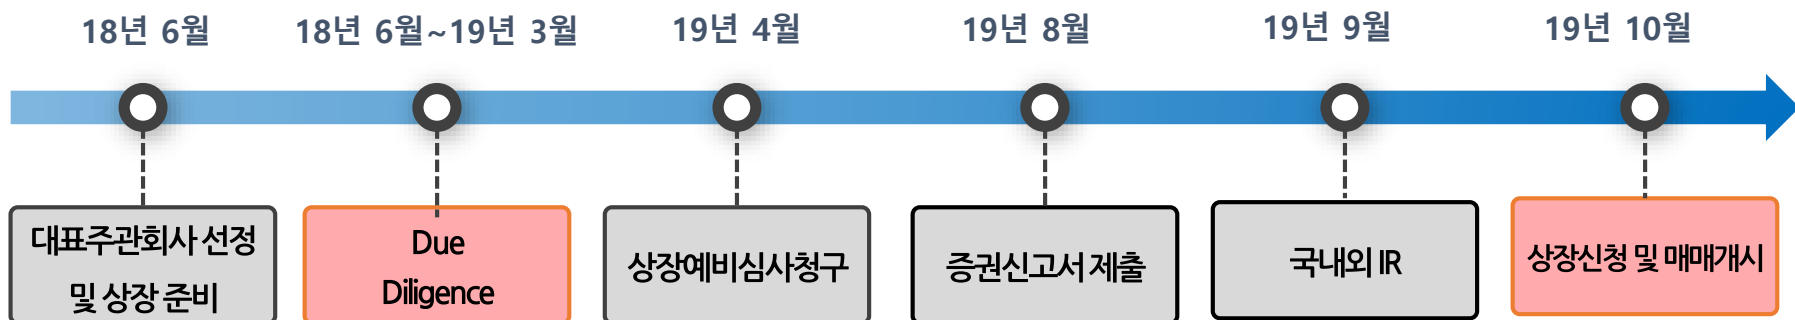 18년 6월
18년 6월~19년 3월
19년 4월
19년 8월
19년 9월
19년 10월
대표주관회사 선정
및 상장 준비
Due
Diligence
상장예비심사청구
증권신고서 제출
국내외 IR
상장신청 및 매매개시